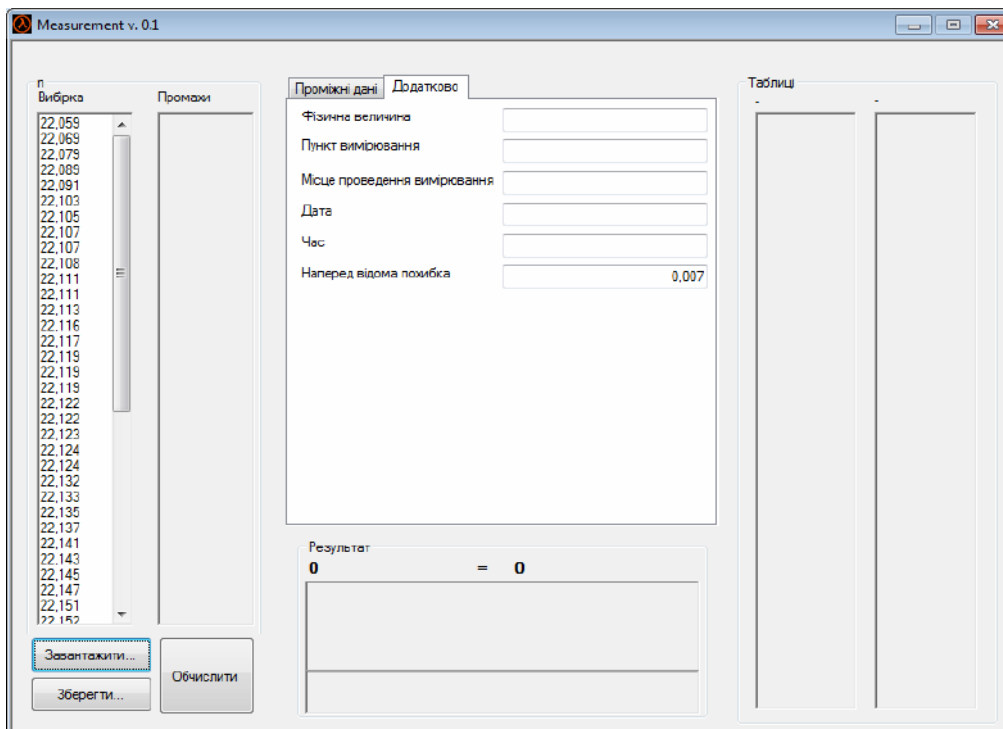 Measurement v. 0.1
n
Вибірка
Промахи
22,059
22,069
22,079
22,089
22,091
22,103
22,105
22,107
22,107
22,108
22,111
22,111
22,113
22,116
22,117
22,119
22,119
22,119
22,122
22,122
22,123
22,124
22,124
22,132
22,133
22,135
22,137
22,141
22,143
22,145
22,147
22,151
22,152
Завантажити...
Зберегти...
Обчислити
Проміжні дані
Додатково
Фізична величина
Пункт вимірювання
Місце проведення вимірювання
Дата
Час
Наперед відома похибка
0,007
Результат
0 = 0
Таблиці
- -